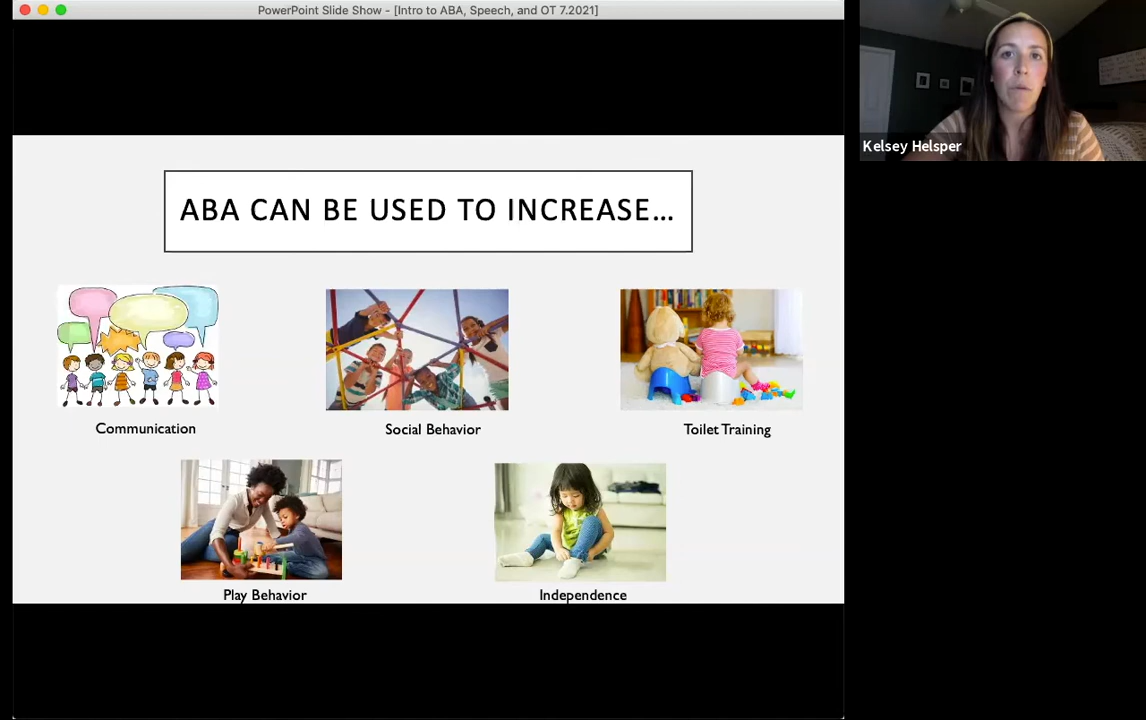 PowerPoint Slide Show - [Intro to ABA, Speech, and OT 7.2021]
Kelsey Helsper
ABA CAN BE USED TO INCREASE...
Communication
Social Behavior
Toilet Training
Play Behavior
Independence